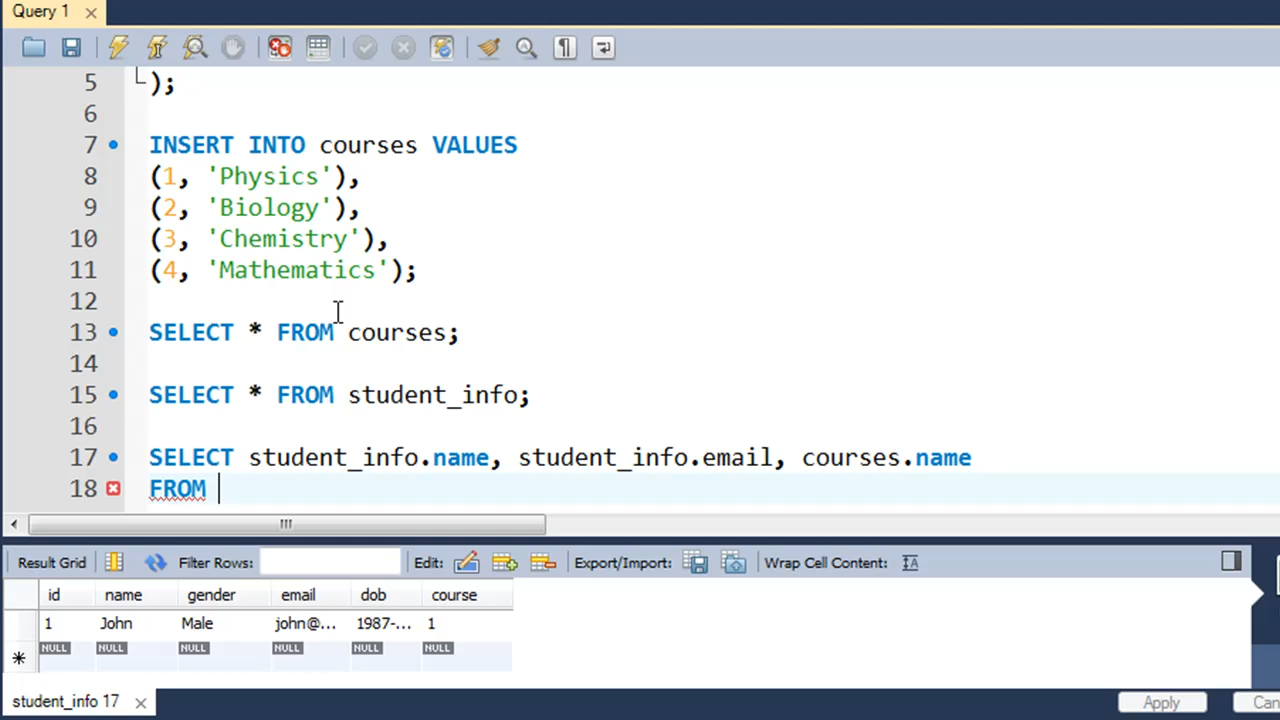 Query 1
5 );
6
7 INSERT INTO courses VALUES
8 (1, 'Physics'),
9 (2, 'Biology'),
10 (3, 'Chemistry'),
11 (4, 'Mathematics');
12
13 SELECT * FROM courses;
14
15 SELECT * FROM student_info;
16
17 SELECT student_info.name, student_info.email, courses.name
18 FROM
Result Grid Filter Rows: Edit: Export/Import: Wrap Cell Content:
id name gender email dob course
1 John Male john@... 1987-... 1
NULL NULL NULL NULL NULL NULL
student_info 17 Apply Can